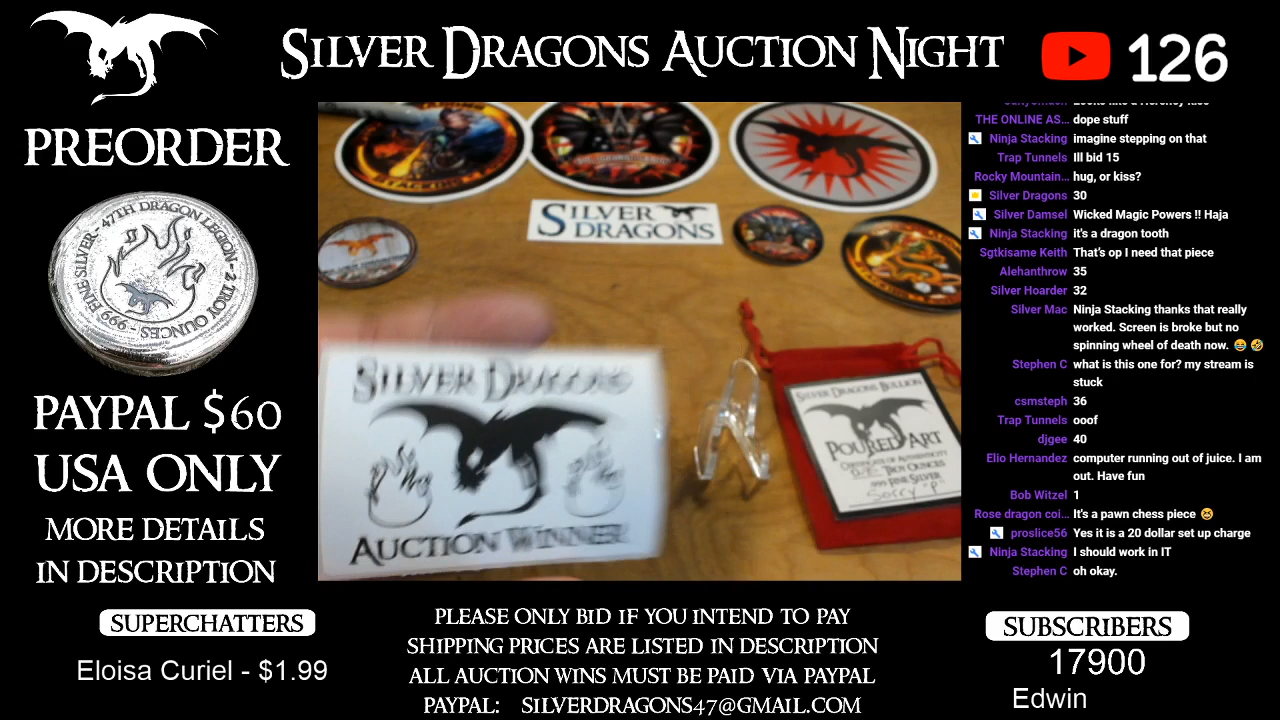 SILVER DRAGONS AUCTION NIGHT
126
PREORDER
.999 FINE SILVER - 47TH DRAGON LEGION - 2 TROY OUNCES
PAYPAL $60
USA ONLY
MORE DETAILS
IN DESCRIPTION
SUPERCHATTERS
Eloisa Curiel - $1.99
SILVER
DRAGONS
SILVER DRAGONS
AUCTION WINNER
SILVER DRAGONS BULLION
POURED ART
CERTIFICATE OF AUTHENTICITY
TROY OUNCES
.999 FINE SILVER
Sorry "P"
THE ONLINE AS... dope stuff
Ninja Stacking imagine stepping on that
Trap Tunnels Ill bid 15
Rocky Mountain... hug, or kiss?
Silver Dragons 30
Silver Damsel Wicked Magic Powers !! Haja
Ninja Stacking it's a dragon tooth
Sgtkisame Keith That's op I need that piece
Alehanthrow 35
Silver Hoarder 32
Silver Mac Ninja Stacking thanks that really
worked. Screen is broke but no
spinning wheel of death now. 😂 🤣
Stephen C what is this one for? my stream is
stuck
csmsteph 36
Trap Tunnels ooof
djgee 40
Elio Hernandez computer running out of juice. I am
out. Have fun
Bob Witzel 1
Rose dragon coi... It's a pawn chess piece 😆
proslice56 Yes it is a 20 dollar set up charge
Ninja Stacking I should work in IT
Stephen C oh okay.
PLEASE ONLY BID IF YOU INTEND TO PAY
SHIPPING PRICES ARE LISTED IN DESCRIPTION
ALL AUCTION WINS MUST BE PAID VIA PAYPAL
PAYPAL: SILVERDRAGONS47@GMAIL.COM
SUBSCRIBERS
17900
Edwin